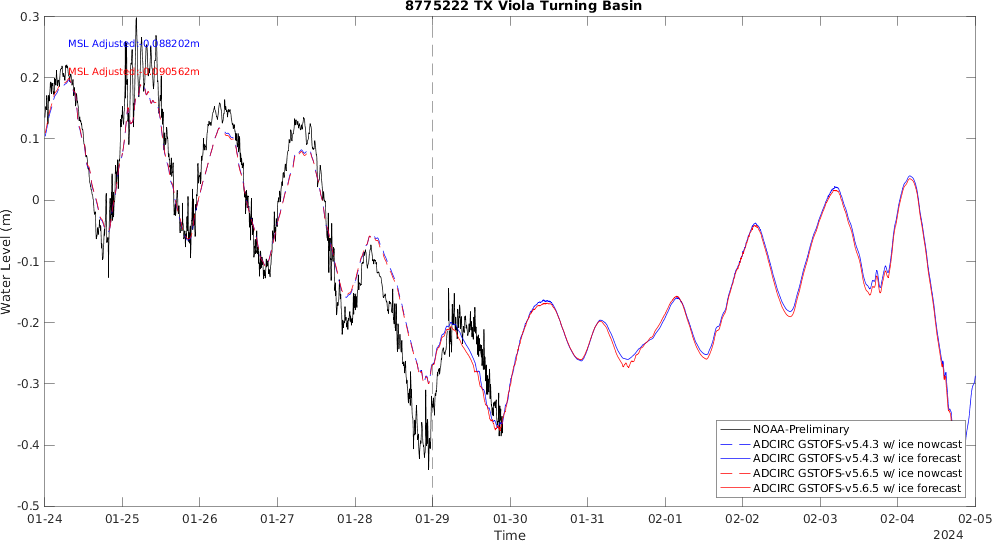 8775222 TX Viola Turning Basin
0.3
MSL Adjusted:-0.088202m
MSL Adjusted:-0.090562m
0.2
0.1
0
-0.1
-0.2
-0.3
-0.4
-0.5
Water Level (m)
NOAA-Preliminary
ADCIRC GSTOFS-v5.4.3 w/ ice nowcast
ADCIRC GSTOFS-v5.4.3 w/ ice forecast
ADCIRC GSTOFS-v5.6.5 w/ ice nowcast
ADCIRC GSTOFS-v5.6.5 w/ ice forecast
01-24 01-25 01-26 01-27 01-28 01-29 01-30 01-31 02-01 02-02 02-03 02-04 02-05
Time
2024